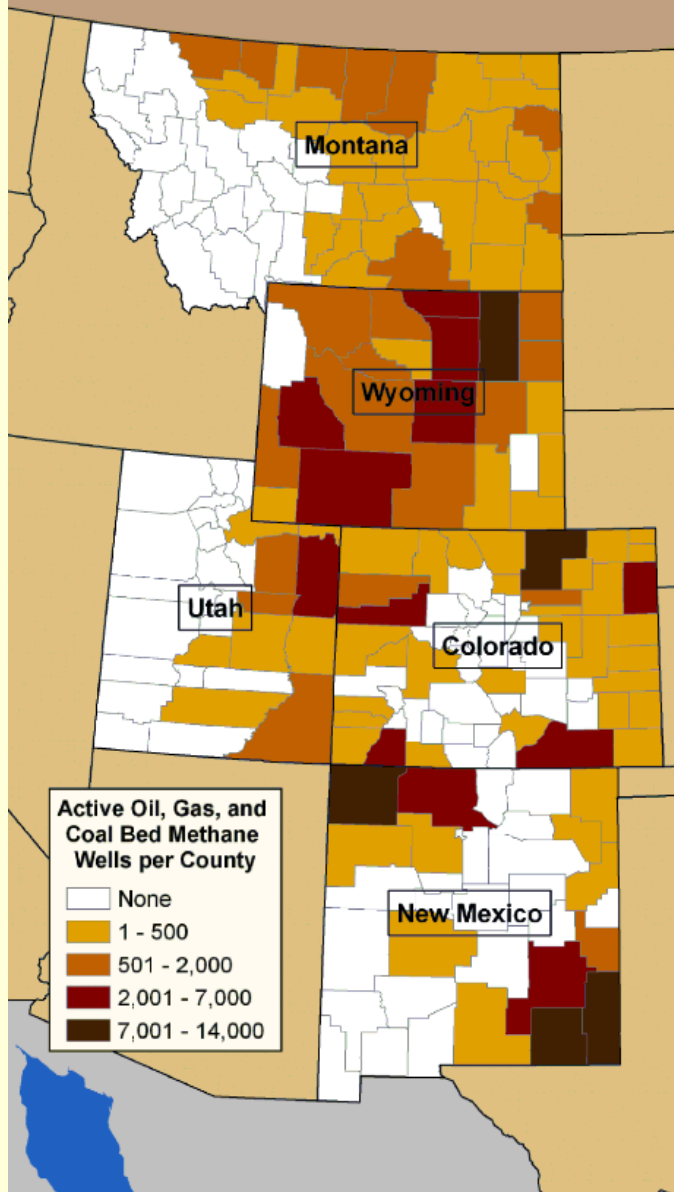 Montana
Wyoming
Utah
Colorado
Active Oil, Gas, and
Coal Bed Methane
Wells per County
None
1 - 500
501 - 2,000
2,001 - 7,000
7,001 - 14,000
New Mexico